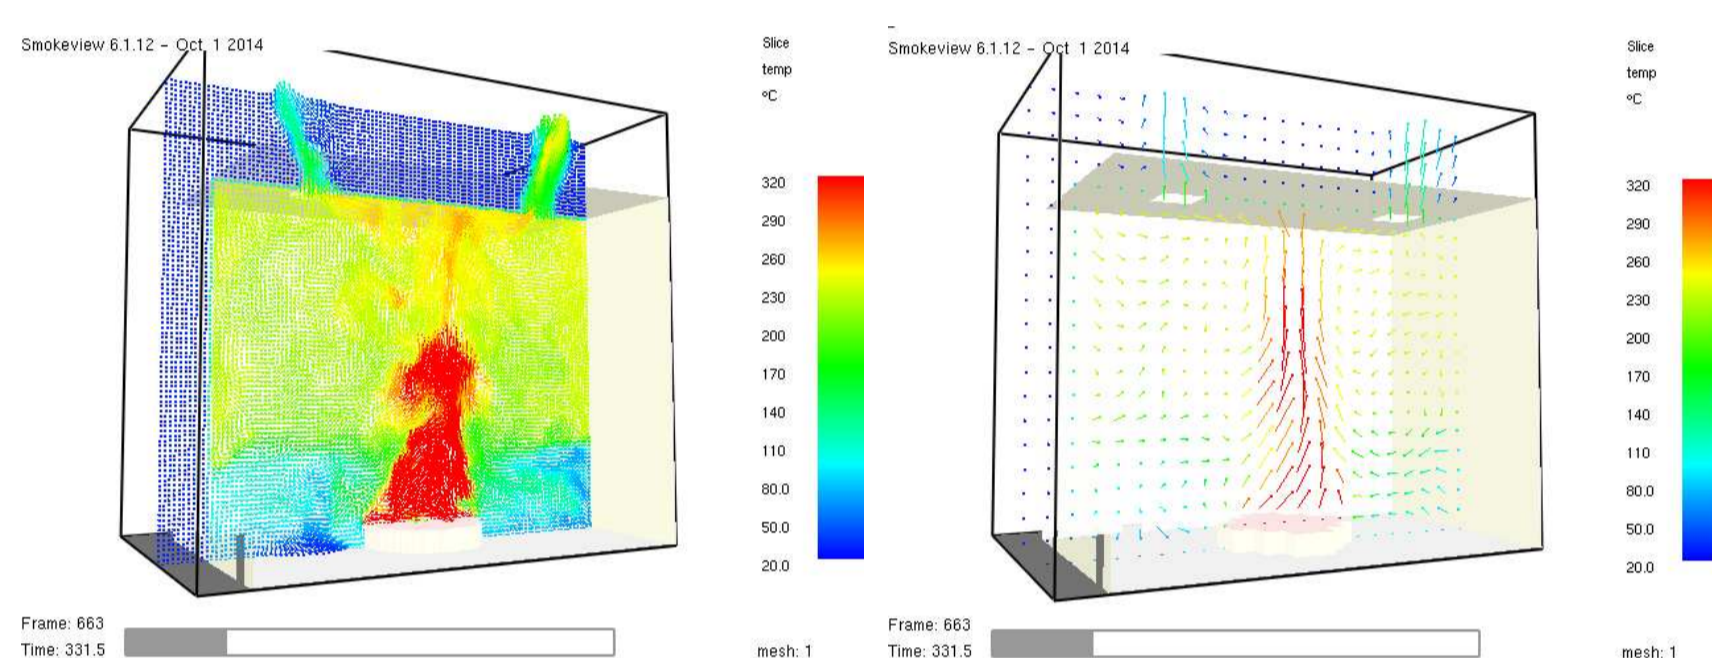 Smokeview 6.1.12 - Oct 1 2014
Slice
temp
°C
320
290
260
230
200
170
140
110
80.0
50.0
20.0
Frame: 663
Time: 331.5
mesh: 1
Smokeview 6.1.12 - Oct 1 2014
Slice
temp
°C
320
290
260
230
200
170
140
110
80.0
50.0
20.0
Frame: 663
Time: 331.5
mesh: 1